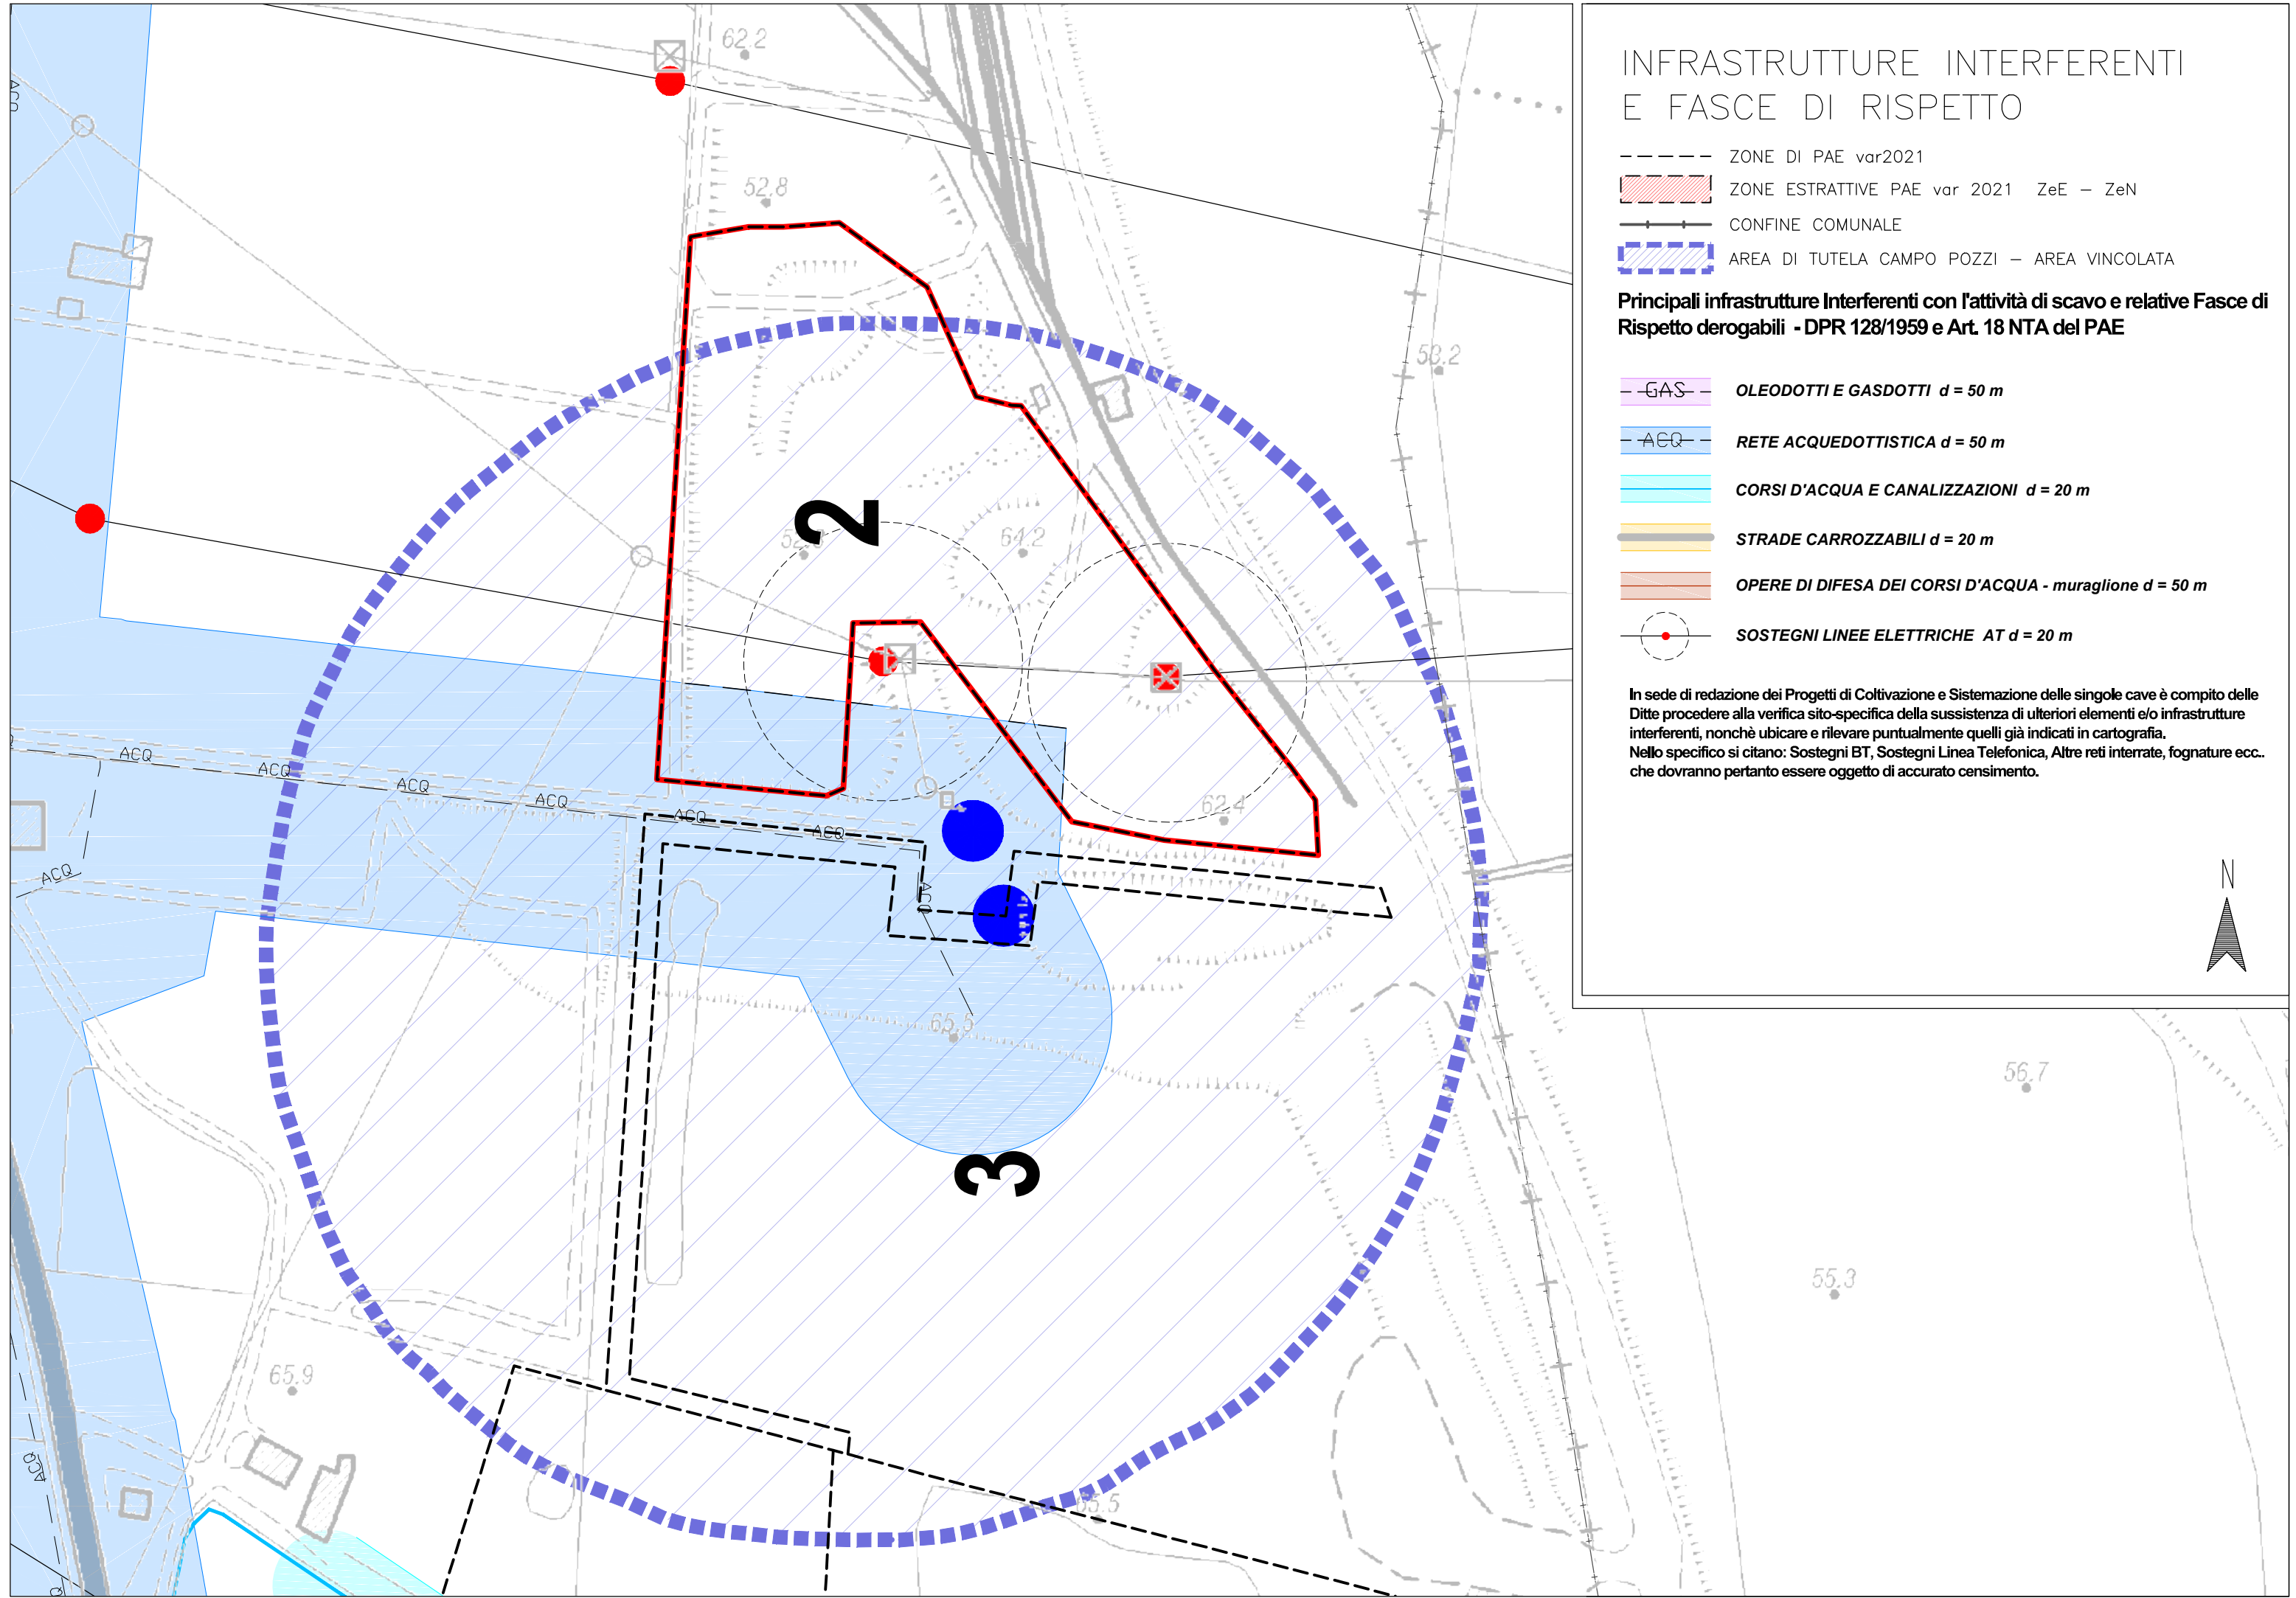 INFRASTRUTTURE INTERFERENTI
E FASCE DI RISPETTO
ZONE DI PAE var2021
ZONE ESTRATTIVE PAE var 2021 ZeE – ZeN
CONFINE COMUNALE
AREA DI TUTELA CAMPO POZZI – AREA VINCOLATA
Principali infrastrutture Interferenti con l'attività di scavo e relative Fasce di
Rispetto derogabili - DPR 128/1959 e Art. 18 NTA del PAE
GAS OLEODOTTI E GASDOTTI d = 50 m
ACQ RETE ACQUEDOTTISTICA d = 50 m
CORSI D'ACQUA E CANALIZZAZIONI d = 20 m
STRADE CARROZZABILI d = 20 m
OPERE DI DIFESA DEI CORSI D'ACQUA - muraglione d = 50 m
SOSTEGNI LINEE ELETTRICHE AT d = 20 m
In sede di redazione dei Progetti di Coltivazione e Sistemazione delle singole cave è compito delle
Ditte procedere alla verifica sito-specifica della sussistenza di ulteriori elementi e/o infrastrutture
interferenti, nonchè ubicare e rilevare puntualmente quelli già indicati in cartografia.
Nello specifico si citano: Sostegni BT, Sostegni Linea Telefonica, Altre reti interrate, fognature ecc..
che dovranno pertanto essere oggetto di accurato censimento.
N
62.2
ACQ
52.8
53.2
2
64.2
ACQ
ACQ
ACQ
ACQ
ACQ
ACQ
62.4
ACQ
ACQ
65.5
56.7
3
55.3
65.9
ACQ
ACQ
65.5